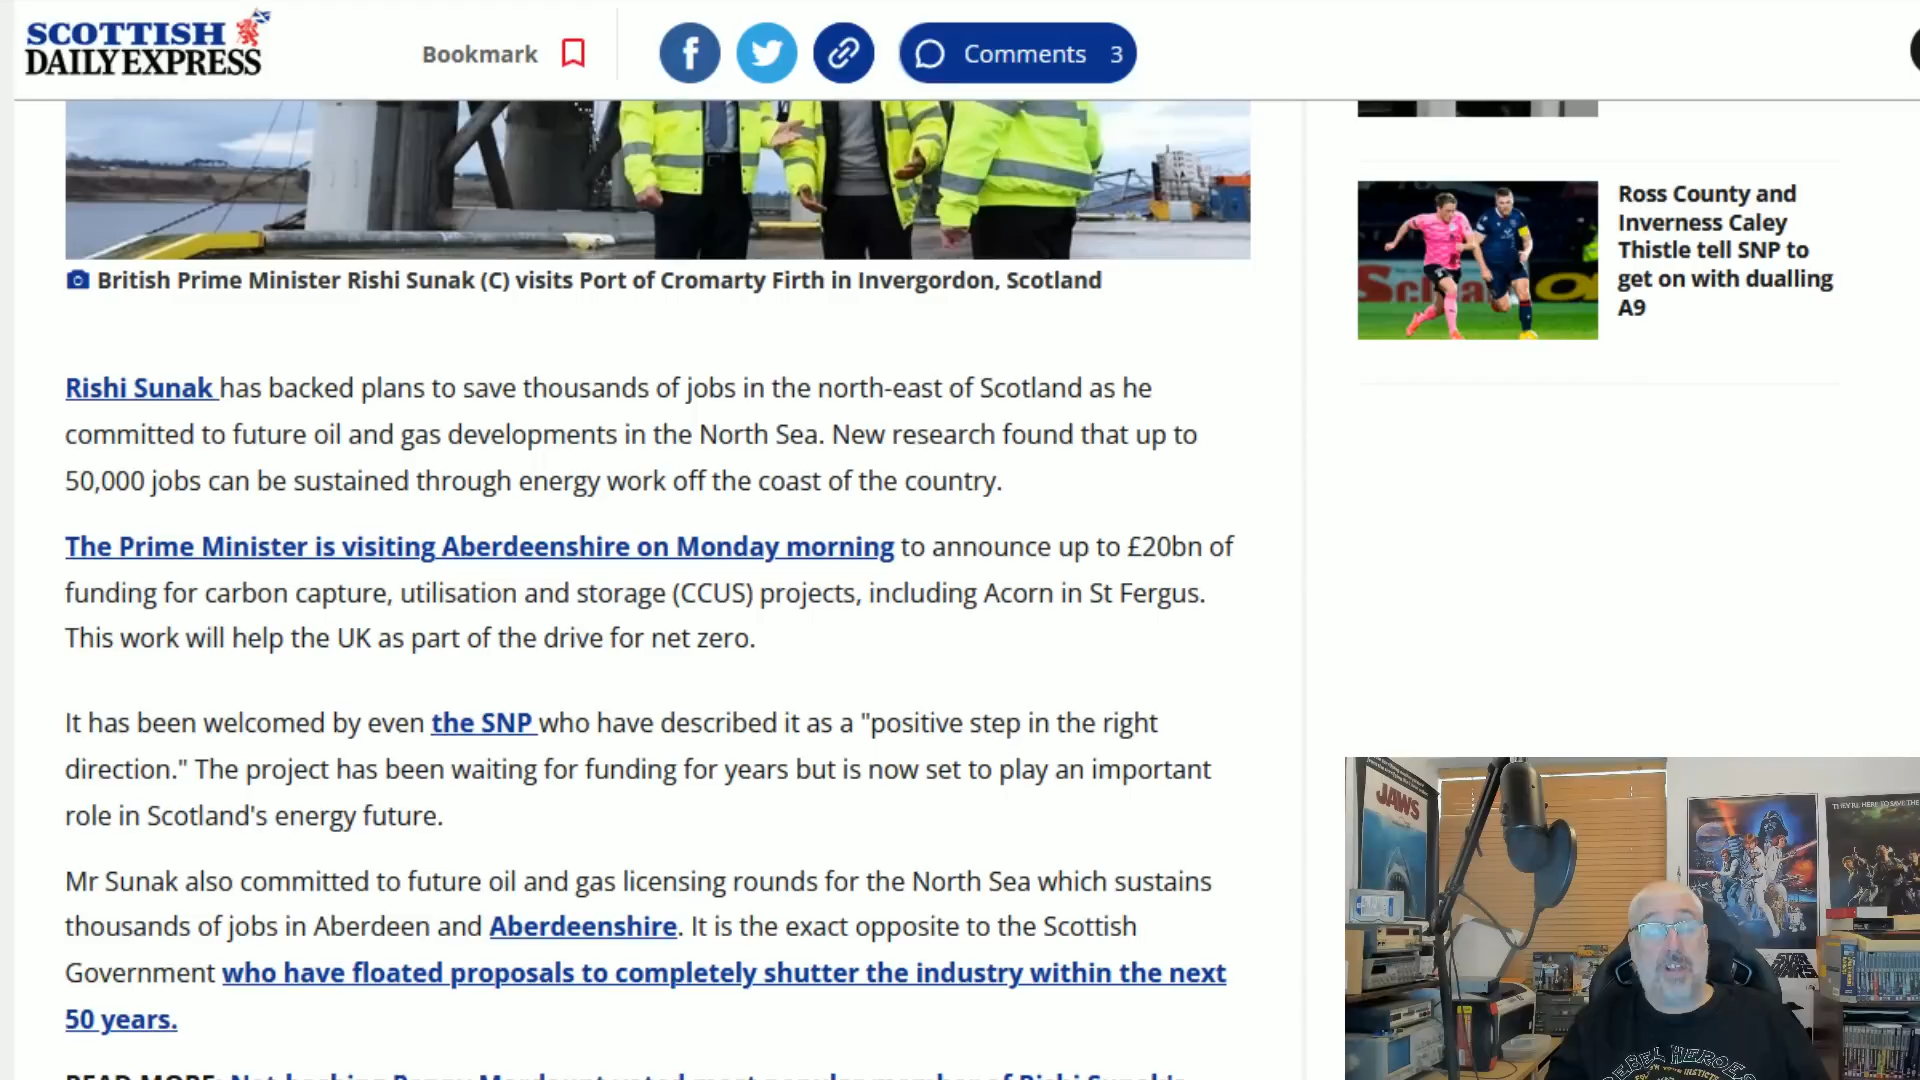 SCOTTISH
DAILY EXPRESS
Bookmark
Comments 3
British Prime Minister Rishi Sunak (C) visits Port of Cromarty Firth in Invergordon, Scotland
Rishi Sunak has backed plans to save thousands of jobs in the north-east of Scotland as he
committed to future oil and gas developments in the North Sea. New research found that up to
50,000 jobs can be sustained through energy work off the coast of the country.
The Prime Minister is visiting Aberdeenshire on Monday morning to announce up to £20bn of
funding for carbon capture, utilisation and storage (CCUS) projects, including Acorn in St Fergus.
This work will help the UK as part of the drive for net zero.
It has been welcomed by even the SNP who have described it as a "positive step in the right
direction." The project has been waiting for funding for years but is now set to play an important
role in Scotland's energy future.
Mr Sunak also committed to future oil and gas licensing rounds for the North Sea which sustains
thousands of jobs in Aberdeen and Aberdeenshire. It is the exact opposite to the Scottish
Government who have floated proposals to completely shutter the industry within the next
50 years.
Ross County and
Inverness Caley
Thistle tell SNP to
get on with dualling
A9
JAWS
THEY'RE HERE TO SAVE THE
STAR
WARS
REBEL HEROES